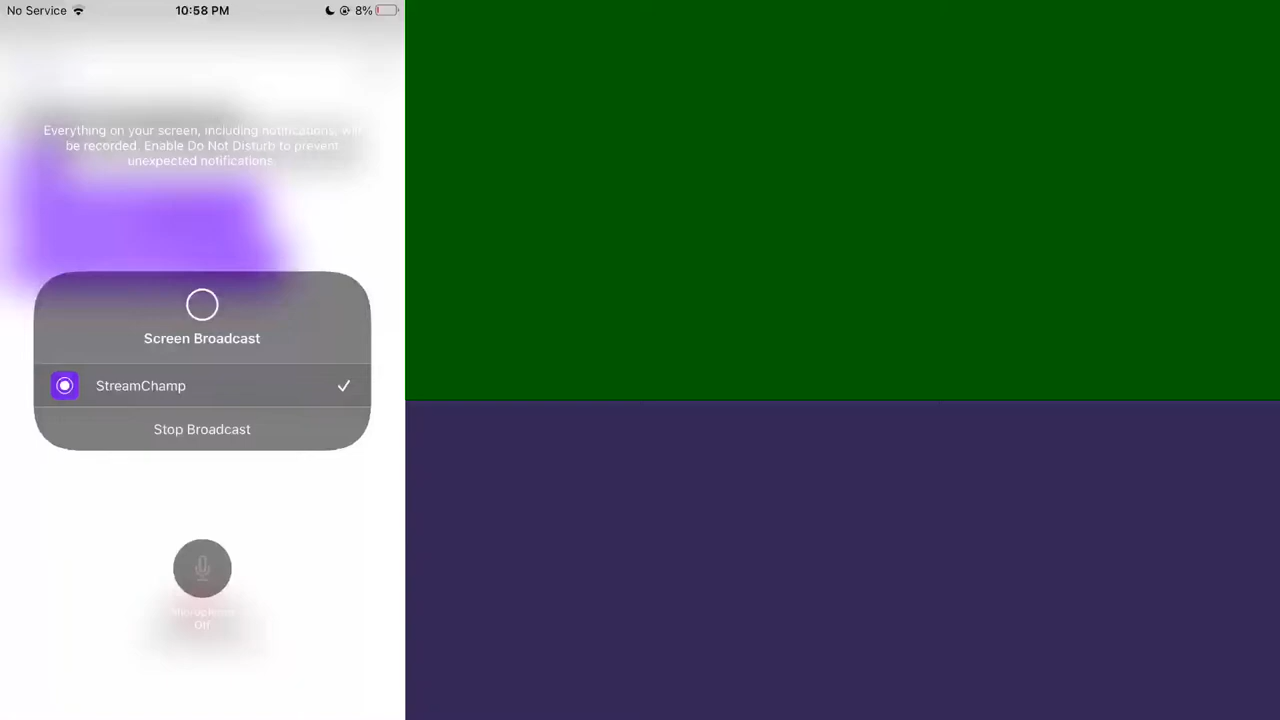 No Service 10:58 PM 8%
Everything on your screen, including notifications, will
be recorded. Enable Do Not Disturb to prevent
unexpected notifications.
Screen Broadcast
StreamChamp
Stop Broadcast
Microphone
Off